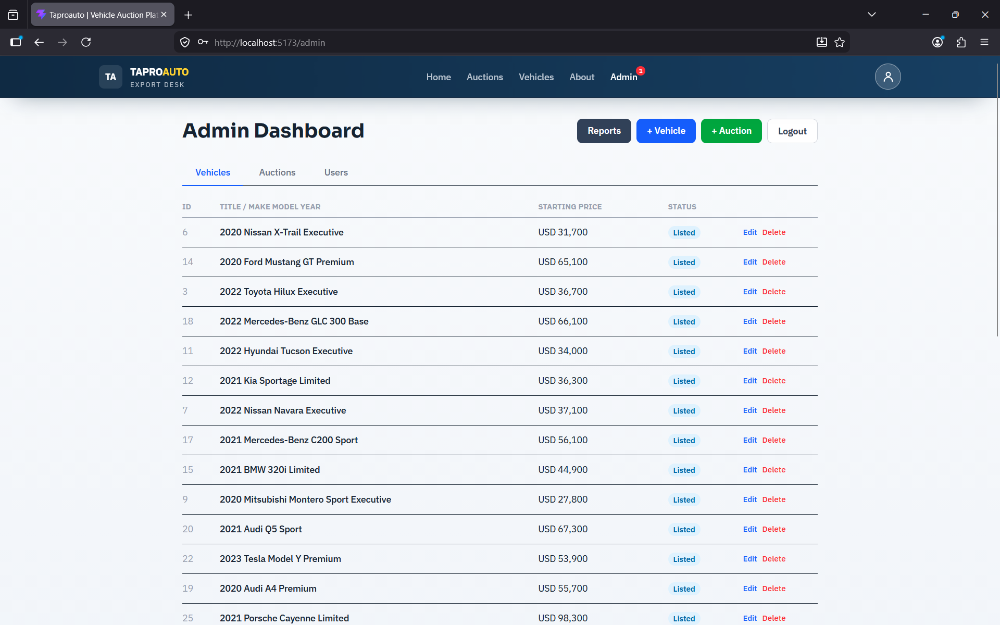 Taproauto | Vehicle Auction Plat
http://localhost:5173/admin
TA
TAPROAUTO
EXPORT DESK
Home
Auctions
Vehicles
About
Admin
1
Admin Dashboard
Reports
+ Vehicle
+ Auction
Logout
Vehicles
Auctions
Users
ID TITLE / MAKE MODEL YEAR STARTING PRICE STATUS
6 2020 Nissan X-Trail Executive USD 31,700 Listed Edit Delete
14 2020 Ford Mustang GT Premium USD 65,100 Listed Edit Delete
3 2022 Toyota Hilux Executive USD 36,700 Listed Edit Delete
18 2022 Mercedes-Benz GLC 300 Base USD 66,100 Listed Edit Delete
11 2022 Hyundai Tucson Executive USD 34,000 Listed Edit Delete
12 2021 Kia Sportage Limited USD 36,300 Listed Edit Delete
7 2022 Nissan Navara Executive USD 37,100 Listed Edit Delete
17 2021 Mercedes-Benz C200 Sport USD 56,100 Listed Edit Delete
15 2021 BMW 320i Limited USD 44,900 Listed Edit Delete
9 2020 Mitsubishi Montero Sport Executive USD 27,800 Listed Edit Delete
20 2021 Audi Q5 Sport USD 67,300 Listed Edit Delete
22 2023 Tesla Model Y Premium USD 53,900 Listed Edit Delete
19 2020 Audi A4 Premium USD 55,700 Listed Edit Delete
25 2021 Porsche Cayenne Limited USD 98,300 Listed Edit Delete